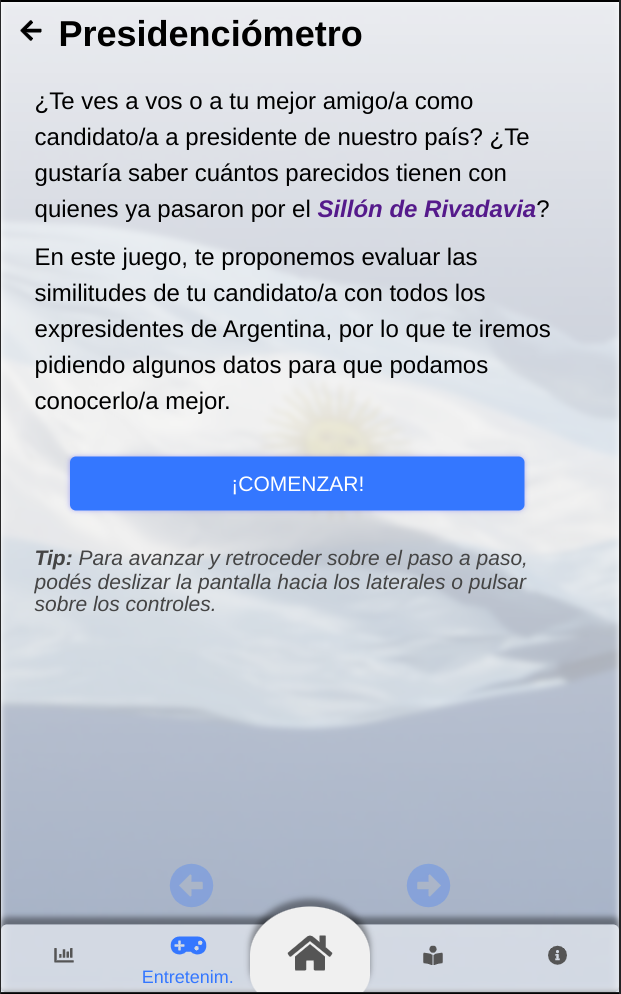 Presidenciómetro
¿Te ves a vos o a tu mejor amigo/a como
candidato/a a presidente de nuestro país? ¿Te
gustaría saber cuántos parecidos tienen con
quienes ya pasaron por el Sillón de Rivadavia?
En este juego, te proponemos evaluar las
similitudes de tu candidato/a con todos los
expresidentes de Argentina, por lo que te iremos
pidiendo algunos datos para que podamos
conocerlo/a mejor.
¡COMENZAR!
Tip: Para avanzar y retroceder sobre el paso a paso,
podés deslizar la pantalla hacia los laterales o pulsar
sobre los controles.
Entretenim.